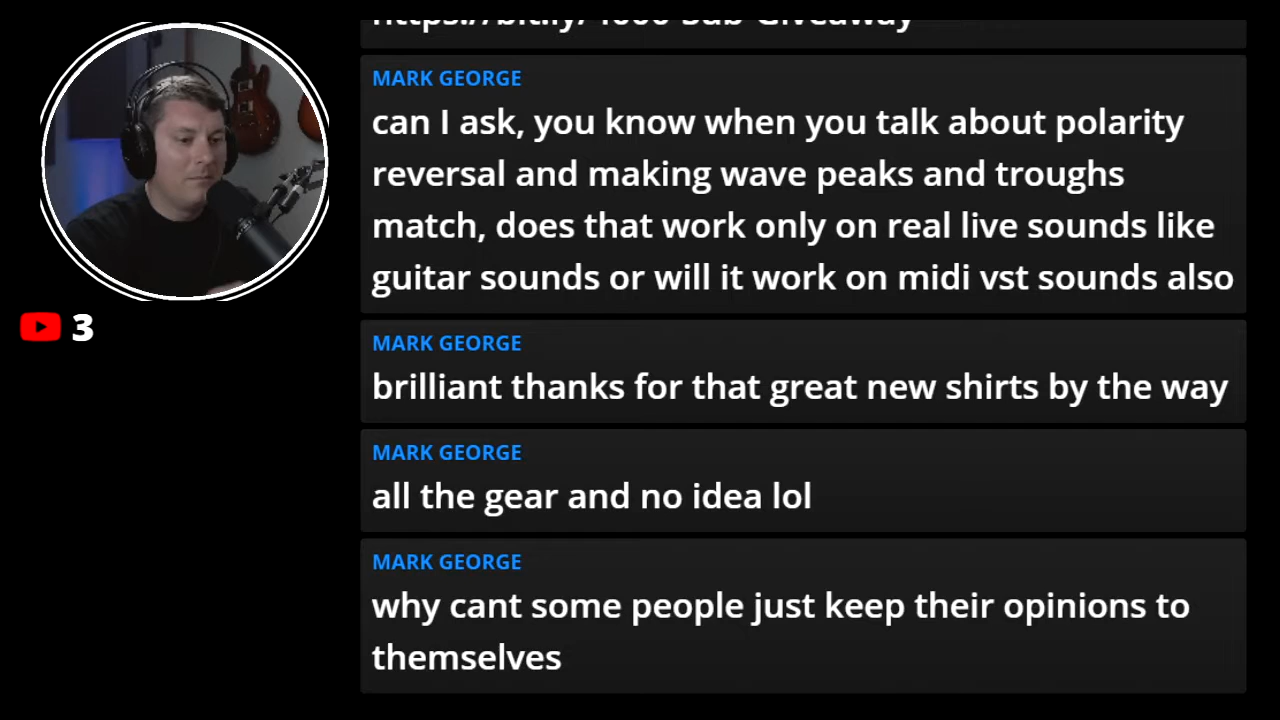 MARK GEORGE
can I ask, you know when you talk about polarity
reversal and making wave peaks and troughs
match, does that work only on real live sounds like
guitar sounds or will it work on midi vst sounds also
MARK GEORGE
brilliant thanks for that great new shirts by the way
MARK GEORGE
all the gear and no idea lol
MARK GEORGE
why cant some people just keep their opinions to
themselves
3